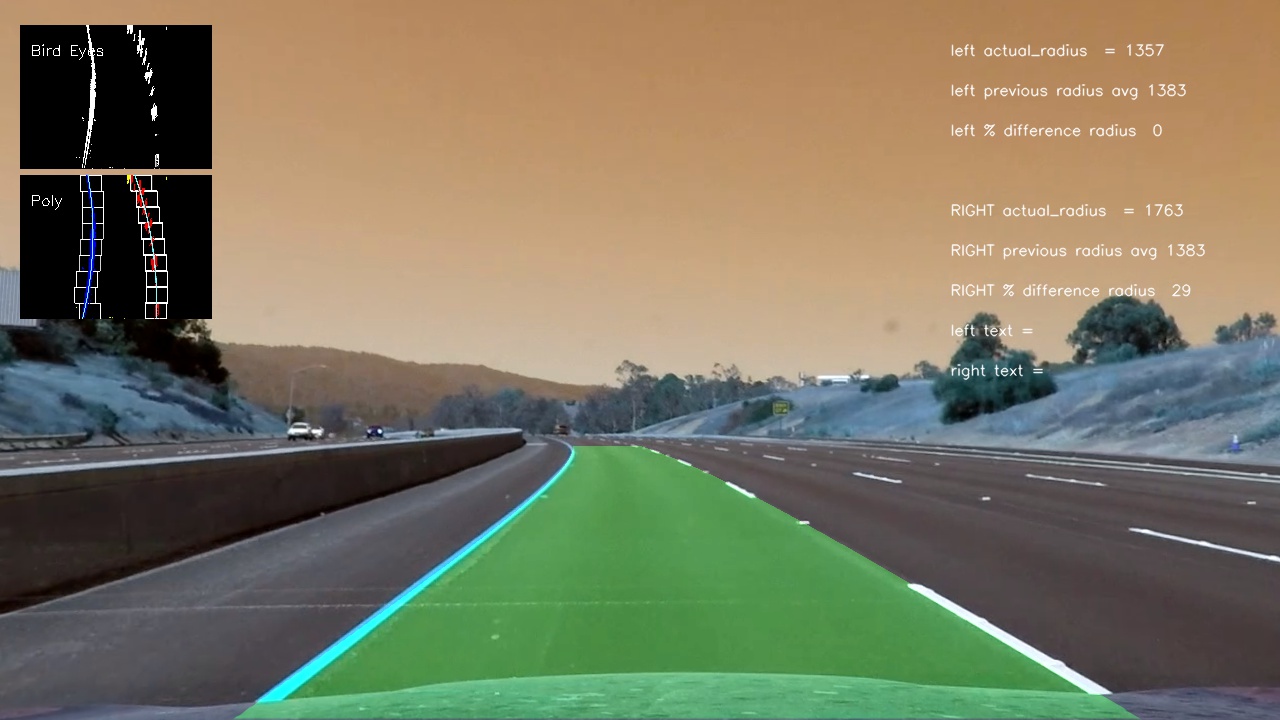 Bird Eyes
Poly
left actual_radius = 1357
left previous radius avg 1383
left % difference radius 0
RIGHT actual_radius = 1763
RIGHT previous radius avg 1383
RIGHT % difference radius 29
left text =
right text =